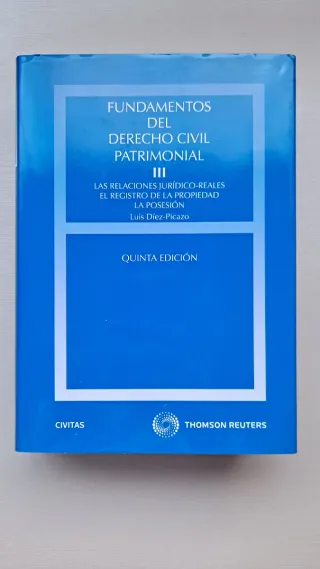 FUNDAMENTOS
DEL
DERECHO CIVIL
PATRIMONIAL
III
LAS RELACIONES JURÍDICO-REALES
EL REGISTRO DE LA PROPIEDAD
LA POSESIÓN
Luis Díez-Picazo
QUINTA EDICIÓN
CIVITAS
THOMSON REUTERS